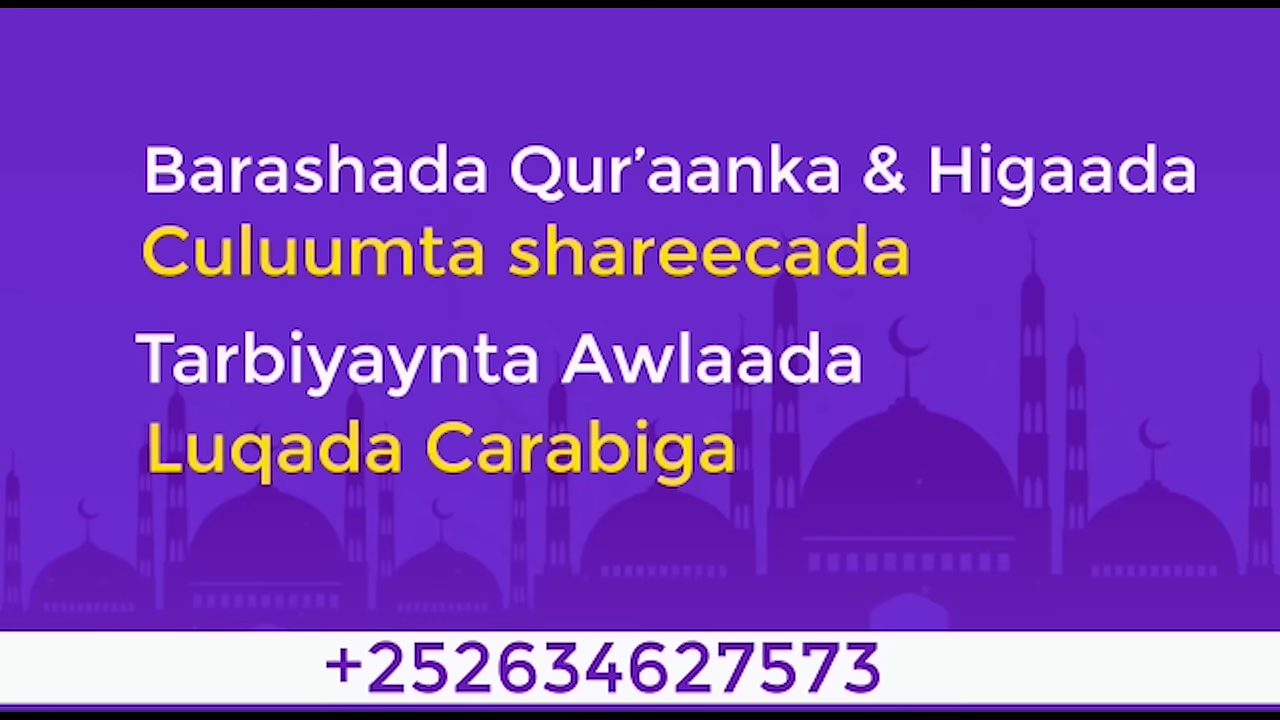 Barashada Qur’aanka & Higaada
Culuumta shareecada
Tarbiyaynta Awlaada
Luqada Carabiga
+252634627573